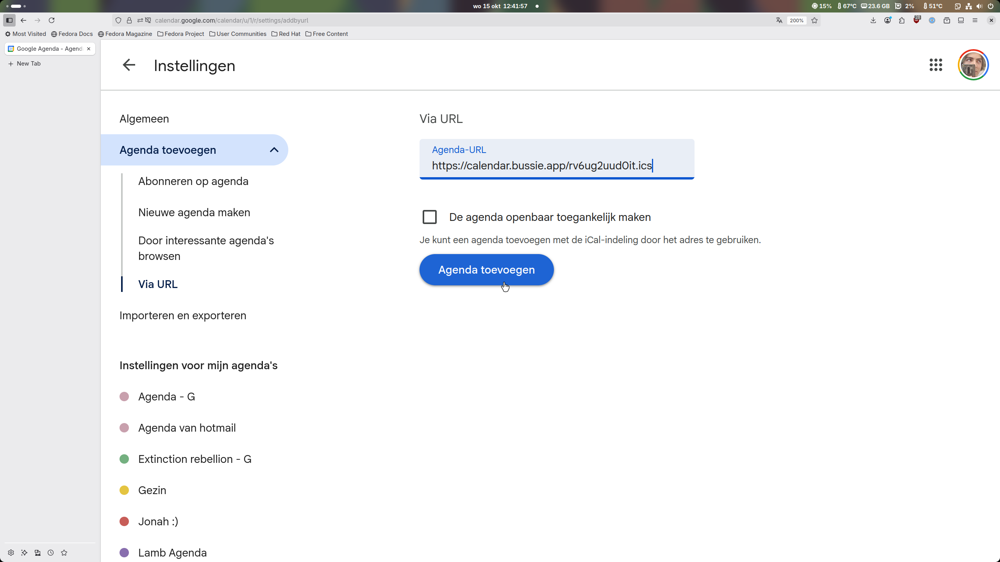 wo 15 okt 12:41:57
15% 67°C 23.6 GB 2% 51°C
calendar.google.com/calendar/u/1/r/settings/addbyurl
200%
28
Most Visited Fedora Docs Fedora Magazine Fedora Project User Communities Red Hat Free Content
Google Agenda - Agend
New Tab
Instellingen
Algemeen
Agenda toevoegen
Abonneren op agenda
Nieuwe agenda maken
Door interessante agenda's
browsen
Via URL
Importeren en exporteren
Instellingen voor mijn agenda's
Agenda - G
Agenda van hotmail
Extinction rebellion - G
Gezin
Jonah :)
Lamb Agenda
Via URL
Agenda-URL
https://calendar.bussie.app/rv6ug2uud0it.ics
De agenda openbaar toegankelijk maken
Je kunt een agenda toevoegen met de iCal-indeling door het adres te gebruiken.
Agenda toevoegen